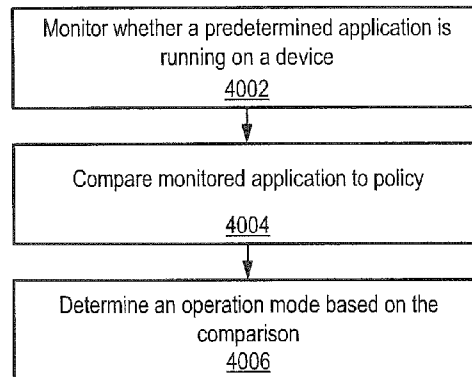 Monitor whether a predetermined application is
running on a device
4002
Compare monitored application to policy
4004
Determine an operation mode based on the
comparison
4006